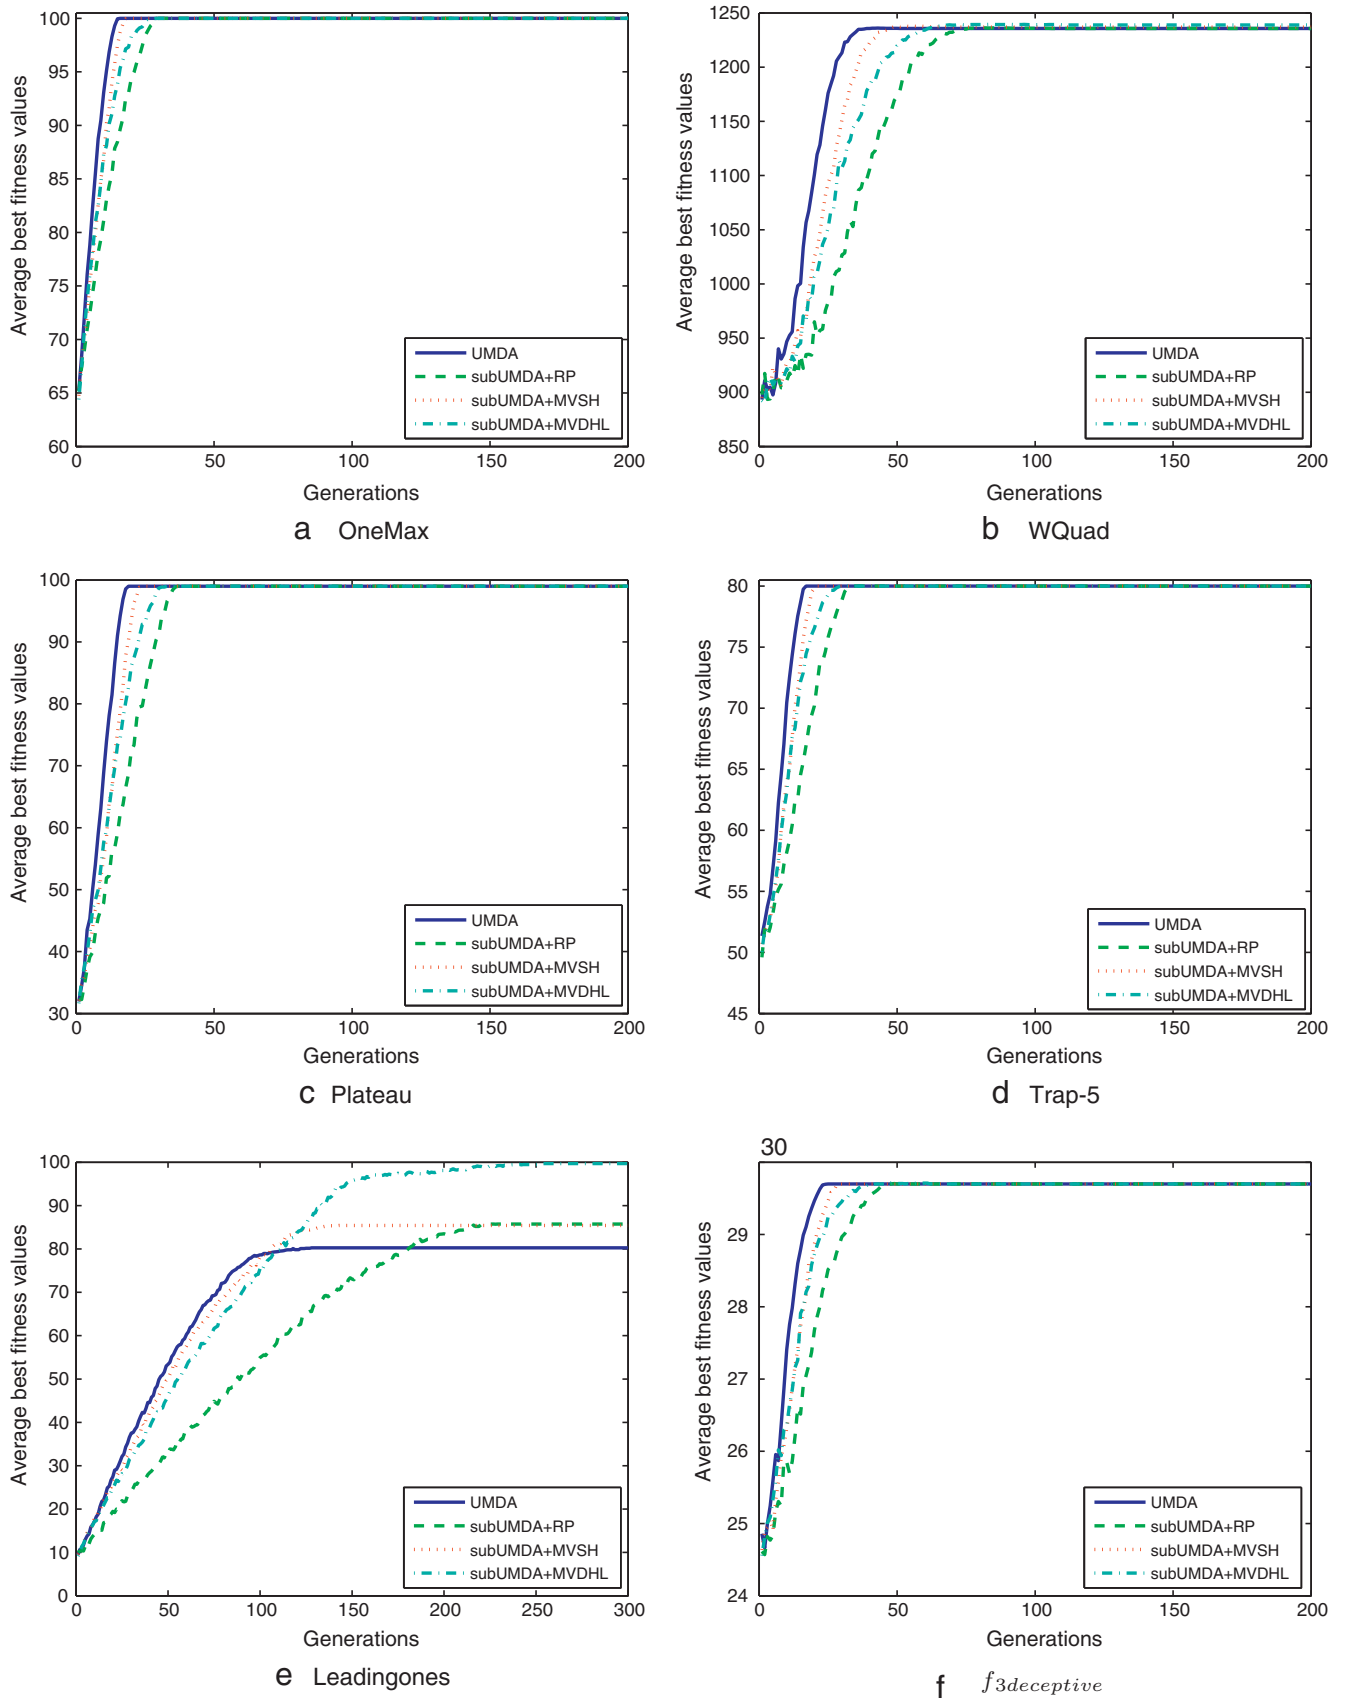 Average best fitness values
100
95
90
85
80
75
70
65
60
0
50
100
150
200
UMDA
subUMDA+RP
subUMDA+MVSH
subUMDA+MVDHL
Generations
a OneMax
Average best fitness values
1250
1200
1150
1100
1050
1000
950
900
850
0
50
100
150
200
UMDA
subUMDA+RP
subUMDA+MVSH
subUMDA+MVDHL
Generations
b WQuad
Average best fitness values
100
90
80
70
60
50
40
30
0
50
100
150
200
UMDA
subUMDA+RP
subUMDA+MVSH
subUMDA+MVDHL
Generations
c Plateau
Average best fitness values
80
75
70
65
60
55
50
45
0
50
100
150
200
UMDA
subUMDA+RP
subUMDA+MVSH
subUMDA+MVDHL
Generations
d Trap-5
Average best fitness values
100
90
80
70
60
50
40
30
20
10
0
0
50
100
150
200
250
300
UMDA
subUMDA+RP
subUMDA+MVSH
subUMDA+MVDHL
Generations
e Leadingones
Average best fitness values
30
29
28
27
26
25
24
0
50
100
150
200
UMDA
subUMDA+RP
subUMDA+MVSH
subUMDA+MVDHL
Generations
f f3deceptive